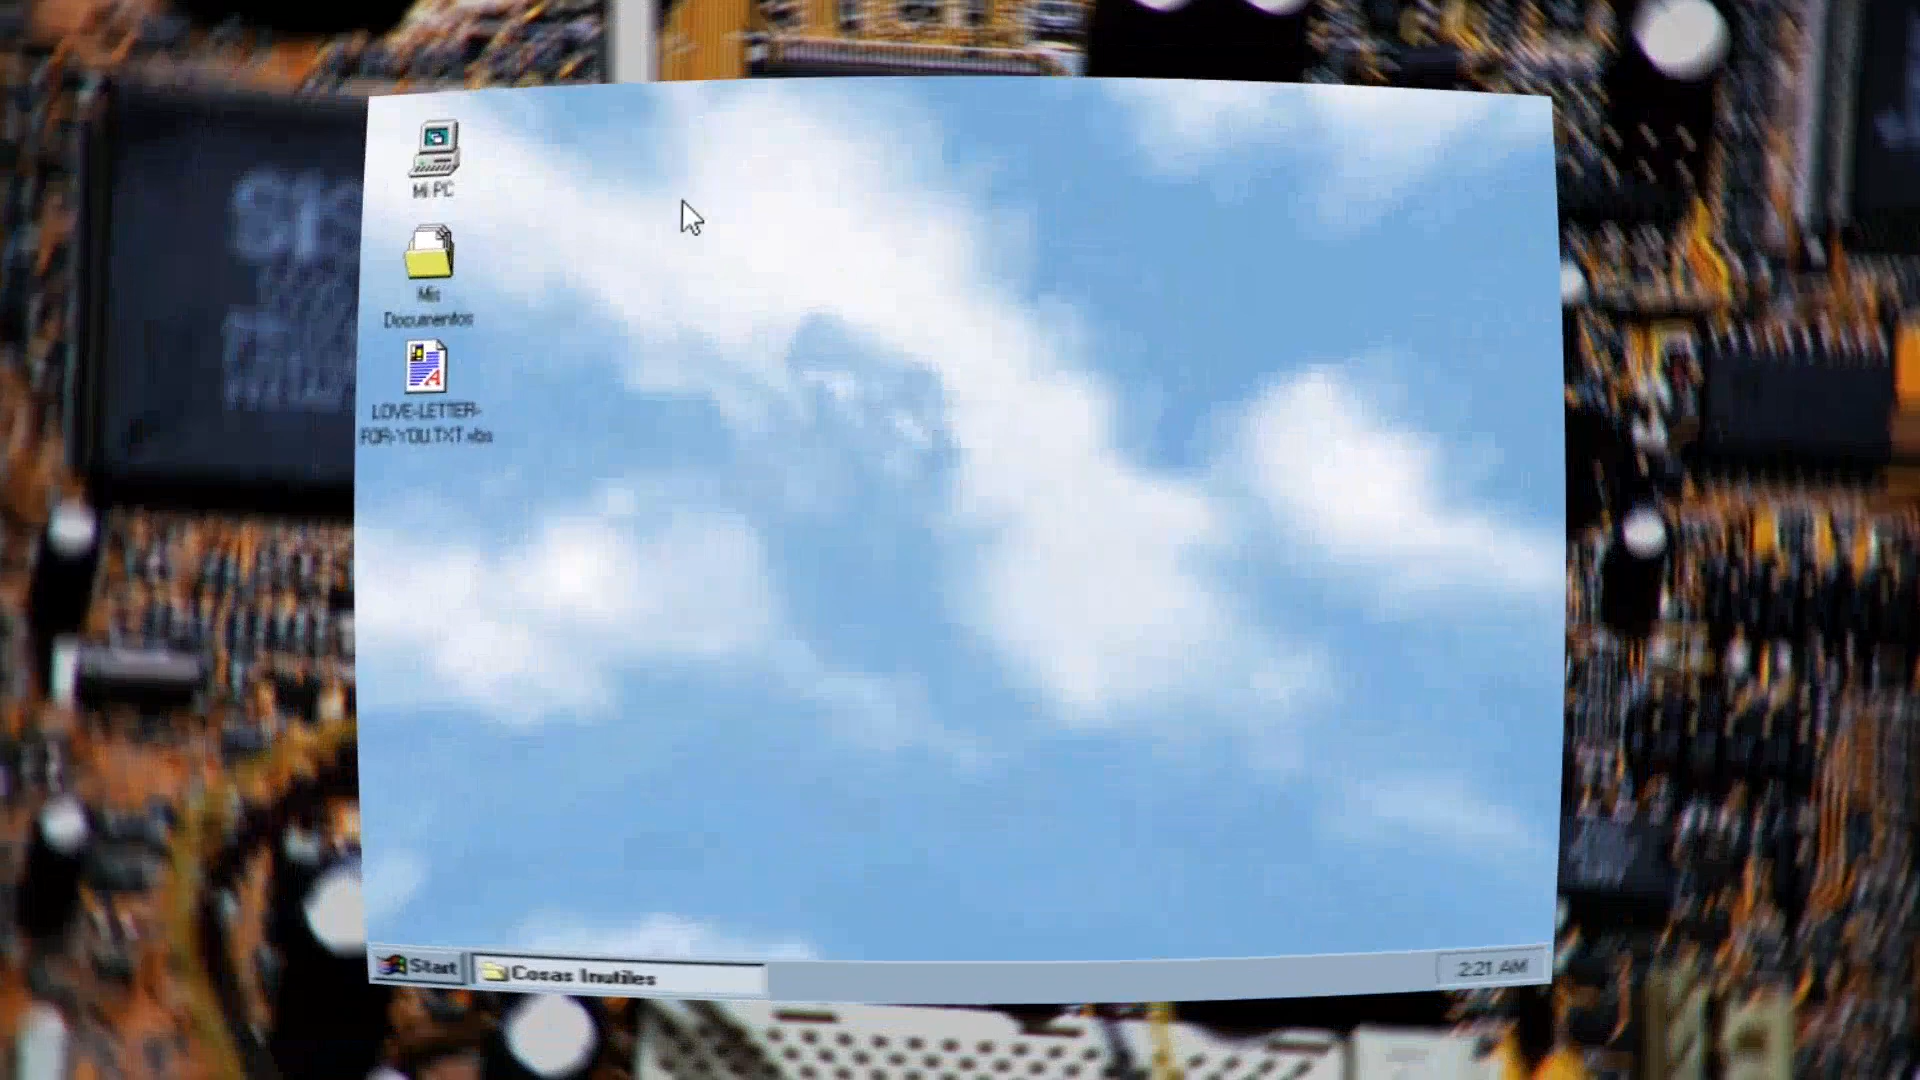 Mi PC
Mis
Documentos
LOVE-LETTER-
FOR-YOU.TXT.vbs
Start
Cosas Inutiles
2:21 AM